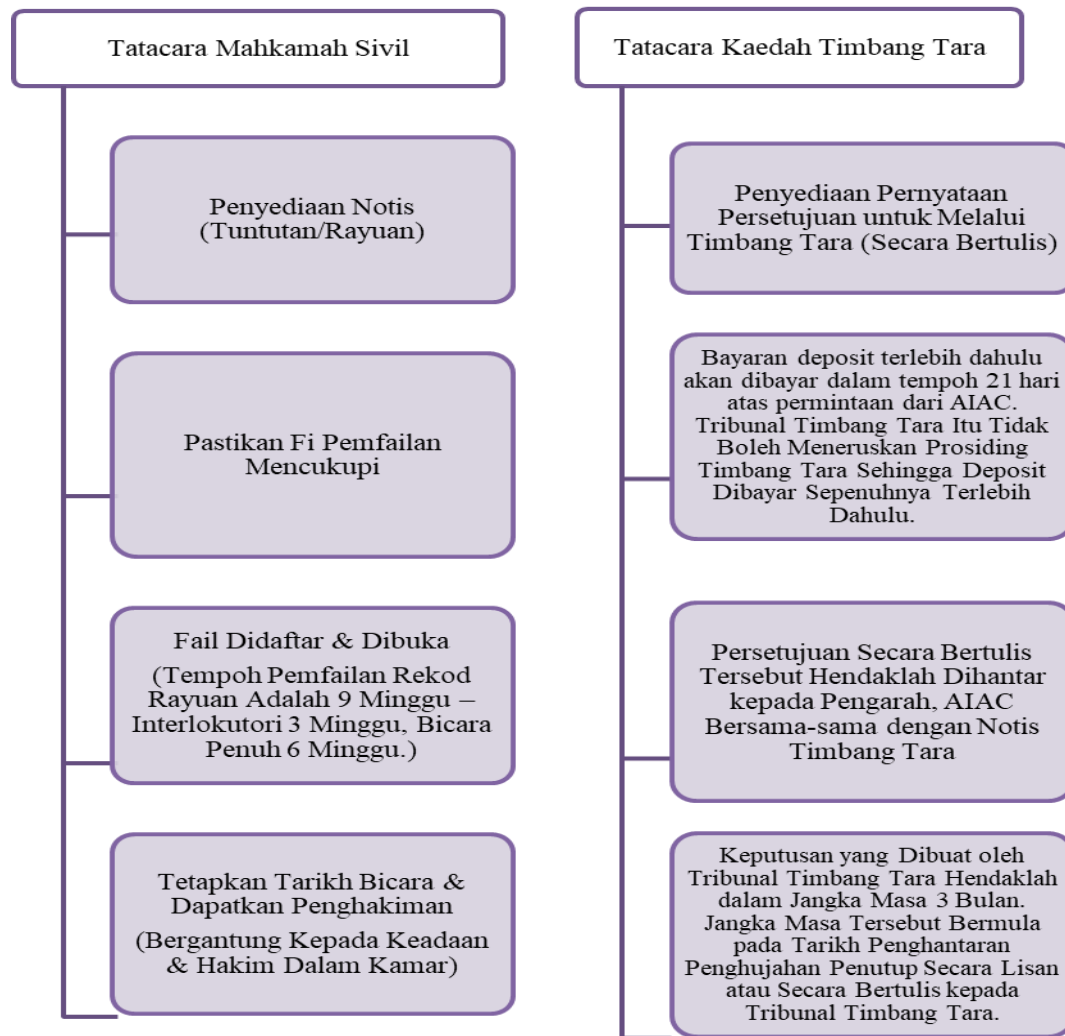 Tatacara Mahkamah Sivil
Penyediaan Notis
(Tuntutan/Rayuan)
Pastikan Fi Pemfailan
Mencukupi
Fail Didaftar & Dibuka
(Tempoh Pemfailan Rekod
Rayuan Adalah 9 Minggu –
Interlokutori 3 Minggu, Bicara
Penuh 6 Minggu.)
Tetapkan Tarikh Bicara &
Dapatkan Penghakiman
(Bergantung Kepada Keadaan
& Hakim Dalam Kamar)
Tatacara Kaedah Timbang Tara
Penyediaan Pernyataan
Persetujuan untuk Melalui
Timbang Tara (Secara Bertulis)
Bayaran deposit terlebih dahulu
akan dibayar dalam tempoh 21 hari
atas permintaan dari AIAC.
Tribunal Timbang Tara Itu Tidak
Boleh Meneruskan Prosiding
Timbang Tara Sehingga Deposit
Dibayar Sepenuhnya Terlebih
Dahulu.
Persetujuan Secara Bertulis
Tersebut Hendaklah Dihantar
kepada Pengarah, AIAC
Bersama-sama dengan Notis
Timbang Tara
Keputusan yang Dibuat oleh
Tribunal Timbang Tara Hendaklah
dalam Jangka Masa 3 Bulan.
Jangka Masa Tersebut Bermula
pada Tarikh Penghantaran
Penghujahan Penutup Secara Lisan
atau Secara Bertulis kepada
Tribunal Timbang Tara.